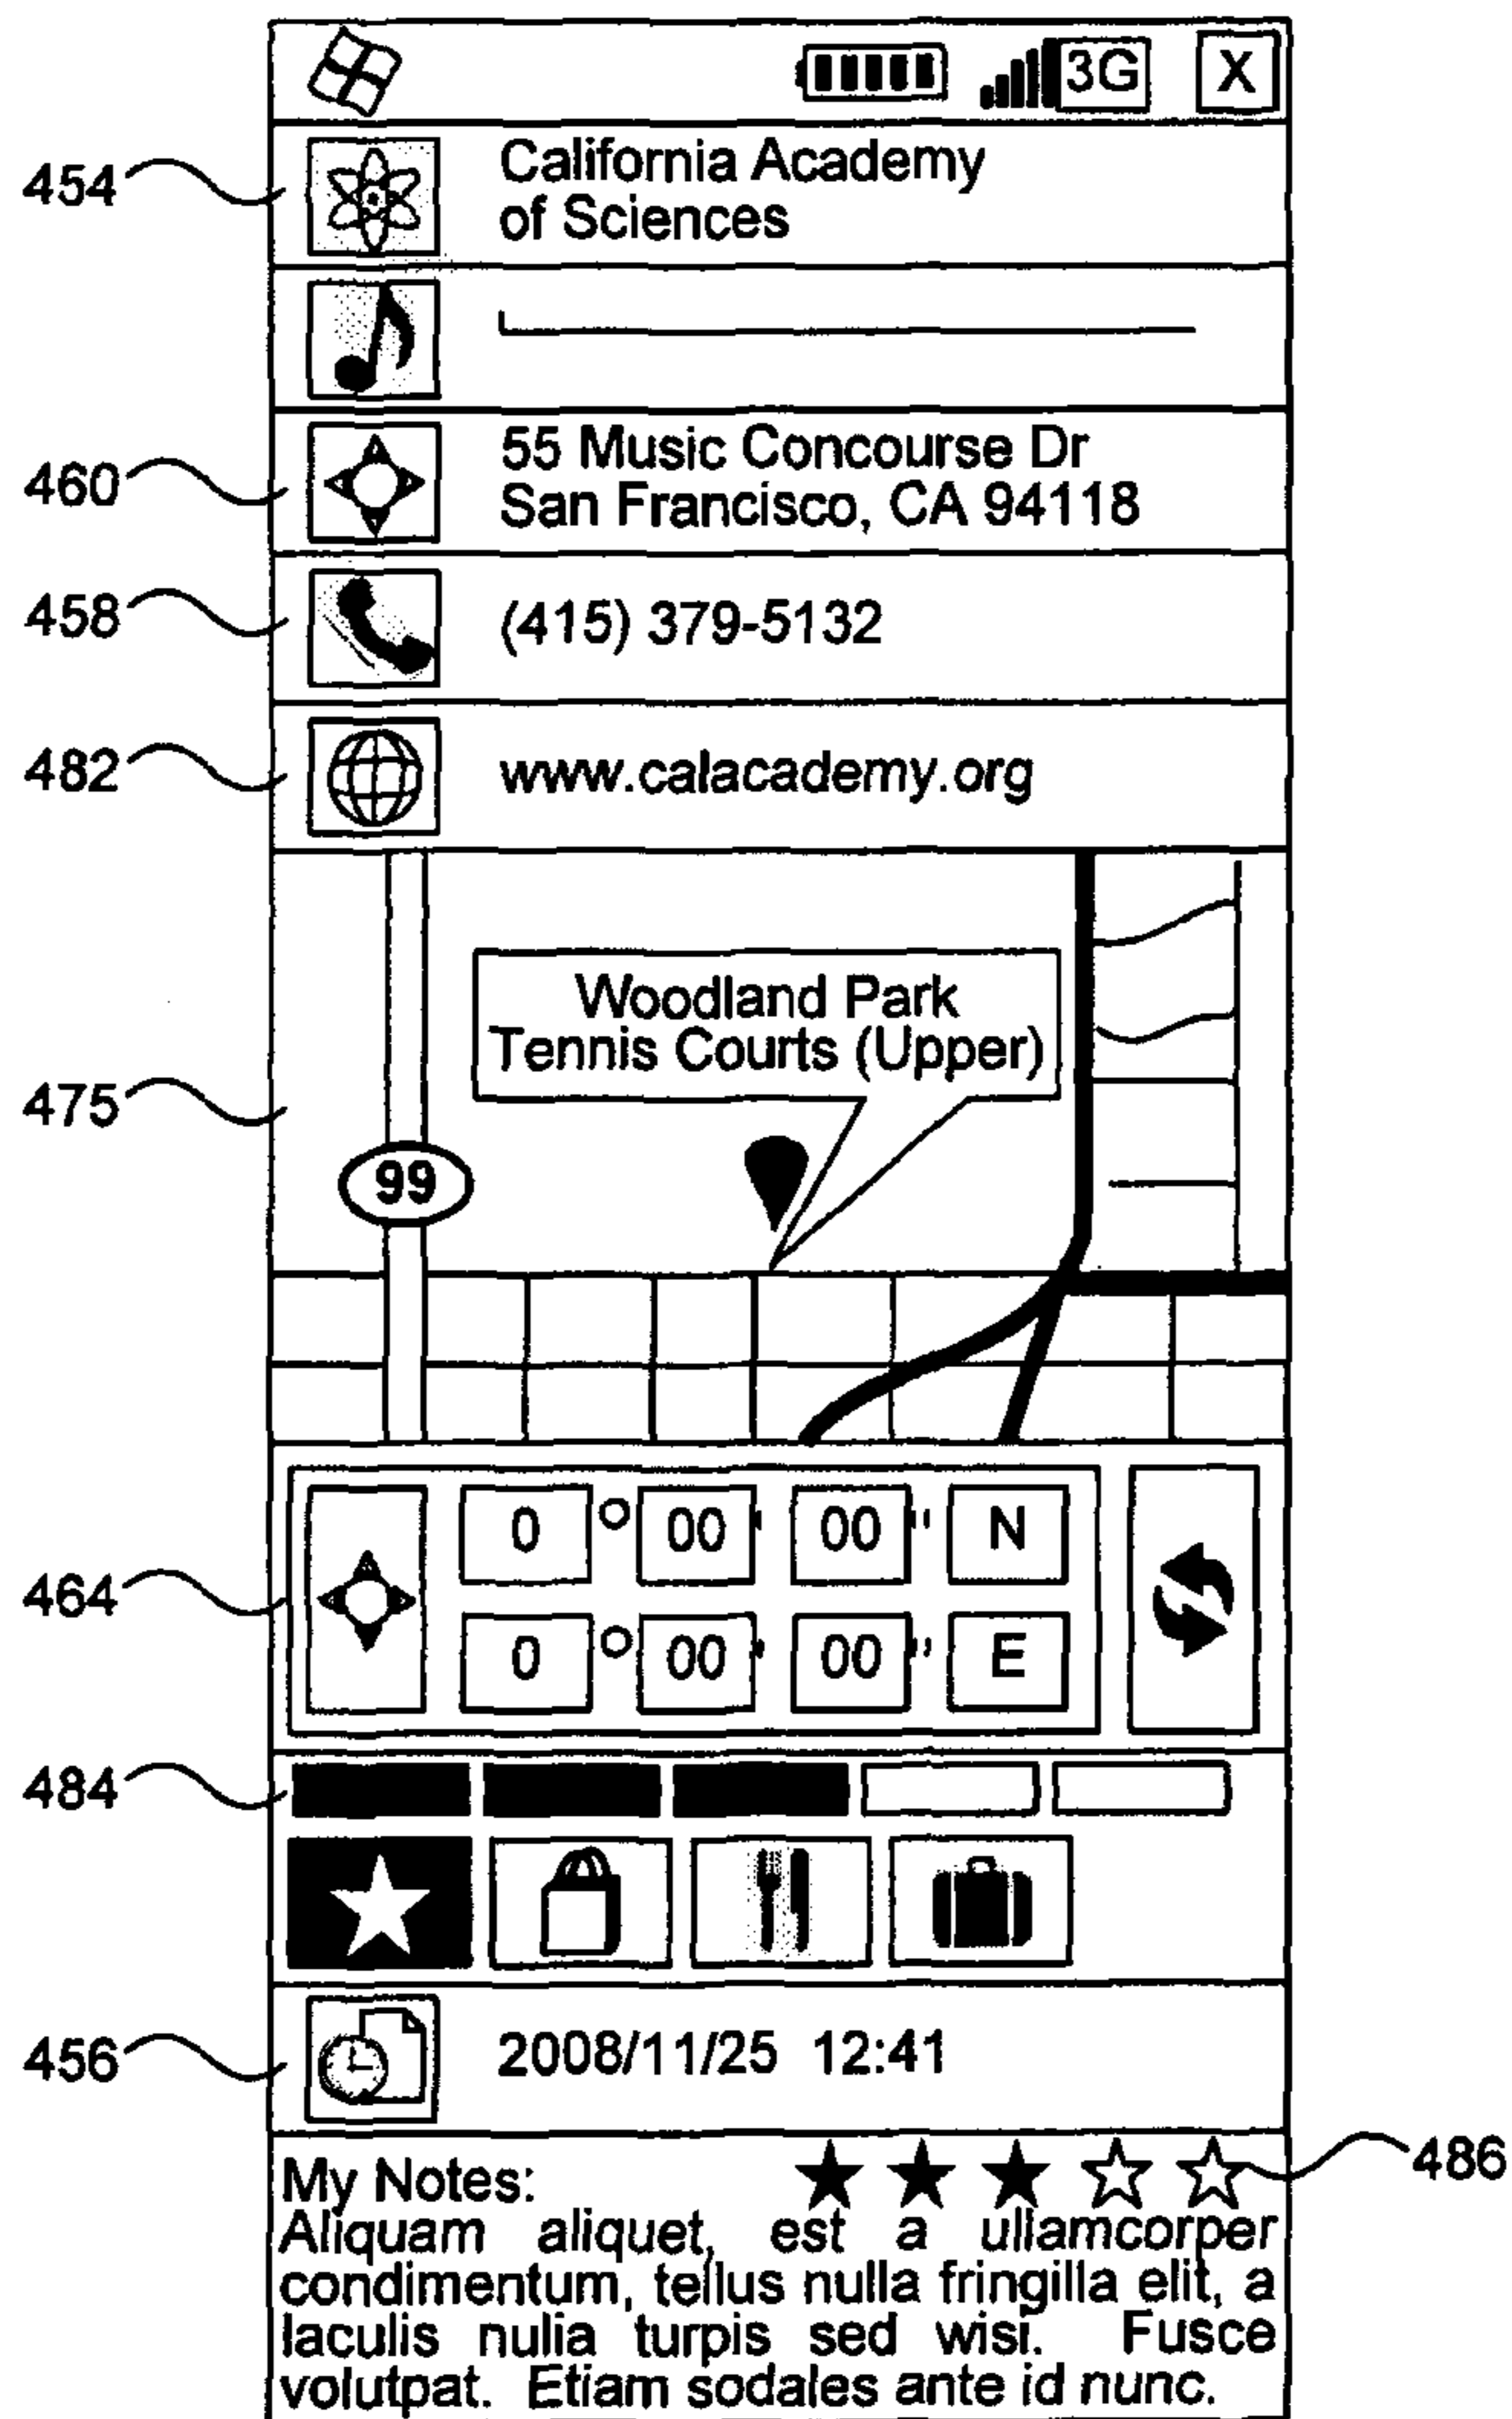 3G X
454
California Academy
of Sciences
460
55 Music Concourse Dr
San Francisco, CA 94118
458
(415) 379-5132
482
www.calacademy.org
Woodland Park
Tennis Courts (Upper)
475
99
0° 00' 00" N
464
0° 00' 00" E
484
456
2008/11/25 12:41
486
My Notes:
Aliquam aliquet, est a ullamcorper
condimentum, tellus nulla fringilla elit, a
laculis nulia turpis sed wisi. Fusce
volutpat. Etiam sodales ante id nunc.